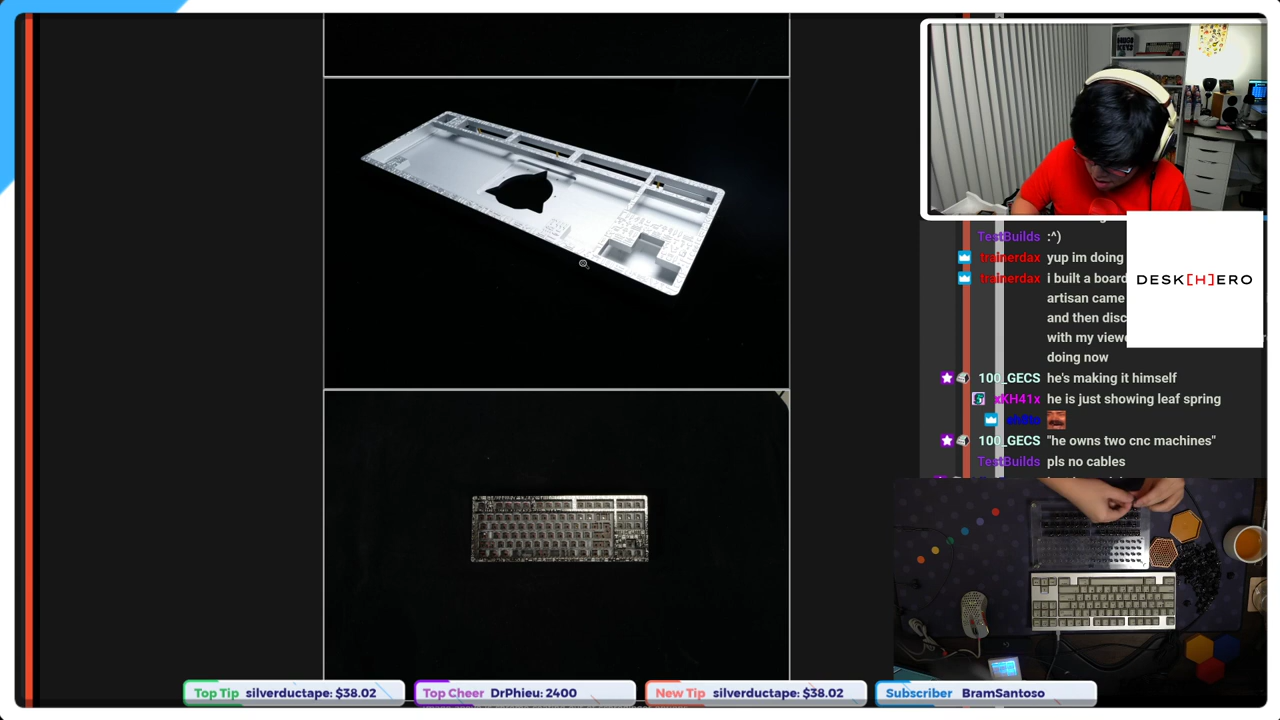 TestBuilds :^)
trainerdax yup im doing
trainerdax i built a board
artisan came
and then disc
with my viewe
doing now
100_GECS he's making it himself
xKH41x he is just showing leaf spring
100_GECS "he owns two cnc machines"
TestBuilds pls no cables
DESK[H]ERO
Top Tip silverductape: $38.02
Top Cheer DrPhieu: 2400
New Tip silverductape: $38.02
Subscriber BramSantoso